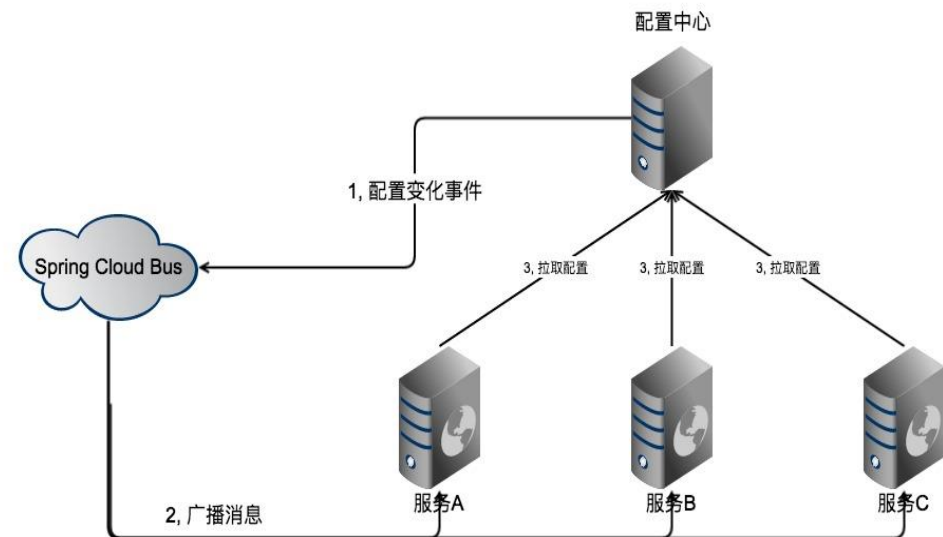 配置中心
1, 配置变化事件
Spring Cloud Bus
3, 拉取配置
3, 拉取配置
3, 拉取配置
服务A
服务B
服务C
2, 广播消息